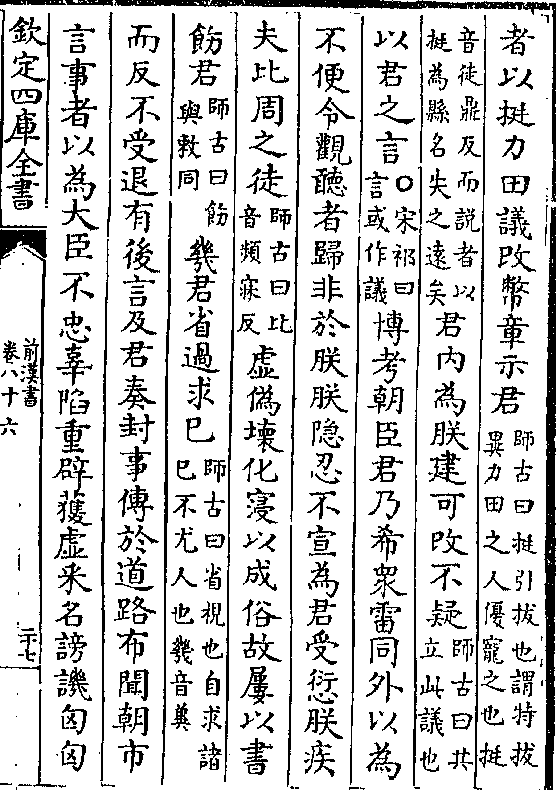 者以挺力田議改幣章示君師古曰挺引拔也謂特拔異力田之人優寵之也挺
音徒鼎反而説者以挺為縣名失之遠矣君内為朕建可改不疑師古曰共立此議也
以君之言○宋祁曰言或作議博考朝臣君乃希衆雷同外以為
不便令觀聽者歸非於朕朕隐忍不宣為君受愆朕疾
夫比周之徒師古曰比音頻寐反虚偽壊化寖以成俗故屢以書
飭君師古曰飭與敕同幾君省過求已師古曰省視也自求諸已不尤人也幾音冀
而反不受退有後言及君奏封事傳於道路布聞朝市
言事者以為大臣不忠辜陷重辟獲虚采名謗譏匈匈
欽定四庫全書
前漢書
卷八十六
二十七